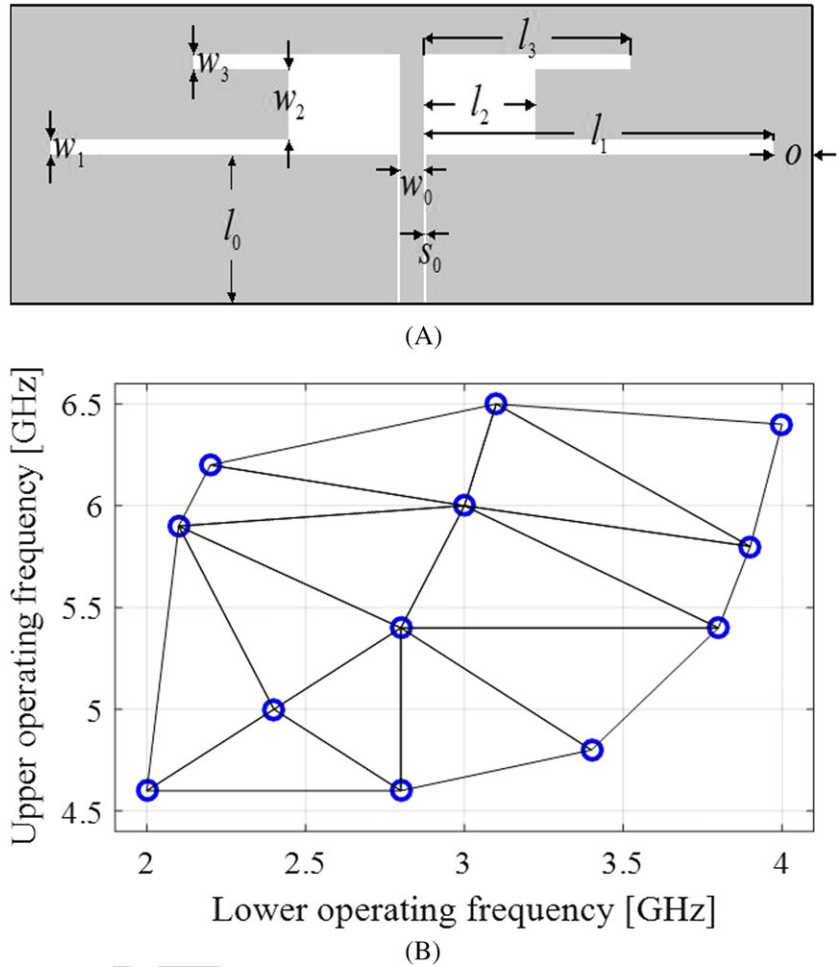 l₃
w₃
w₂
l₂
l₁
w₁
o
w₀
l₀
s₀
(A)
Upper operating frequency [GHz]
6.5
6
5.5
5
4.5
2
2.5
3
3.5
4
Lower operating frequency [GHz]
(B)